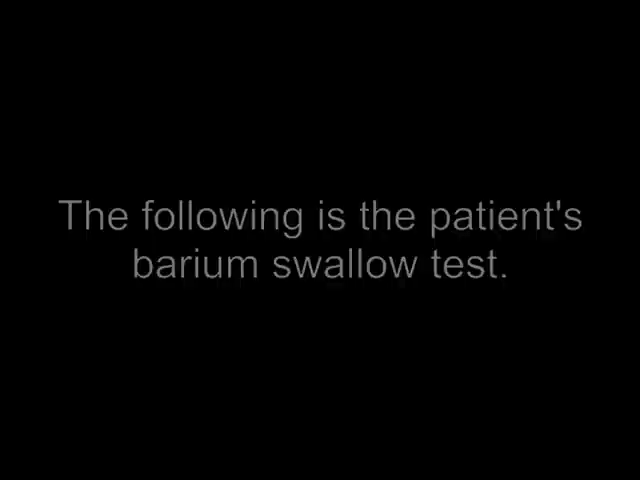 The following is the patient's
barium swallow test.